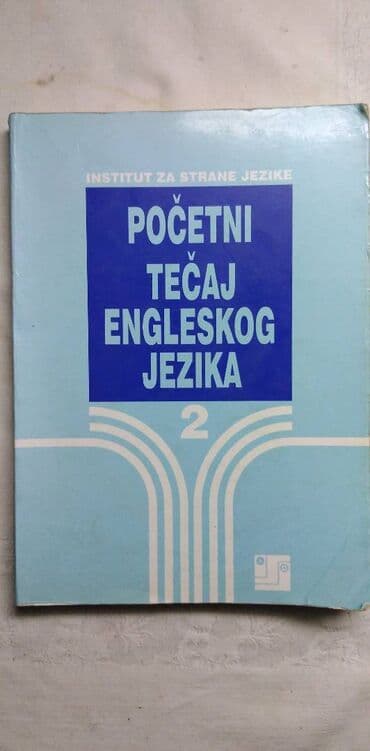 INSTITUT ZA STRANE JEZIKE
POČETNI
TEČAJ
ENGLESKOG
JEZIKA
2